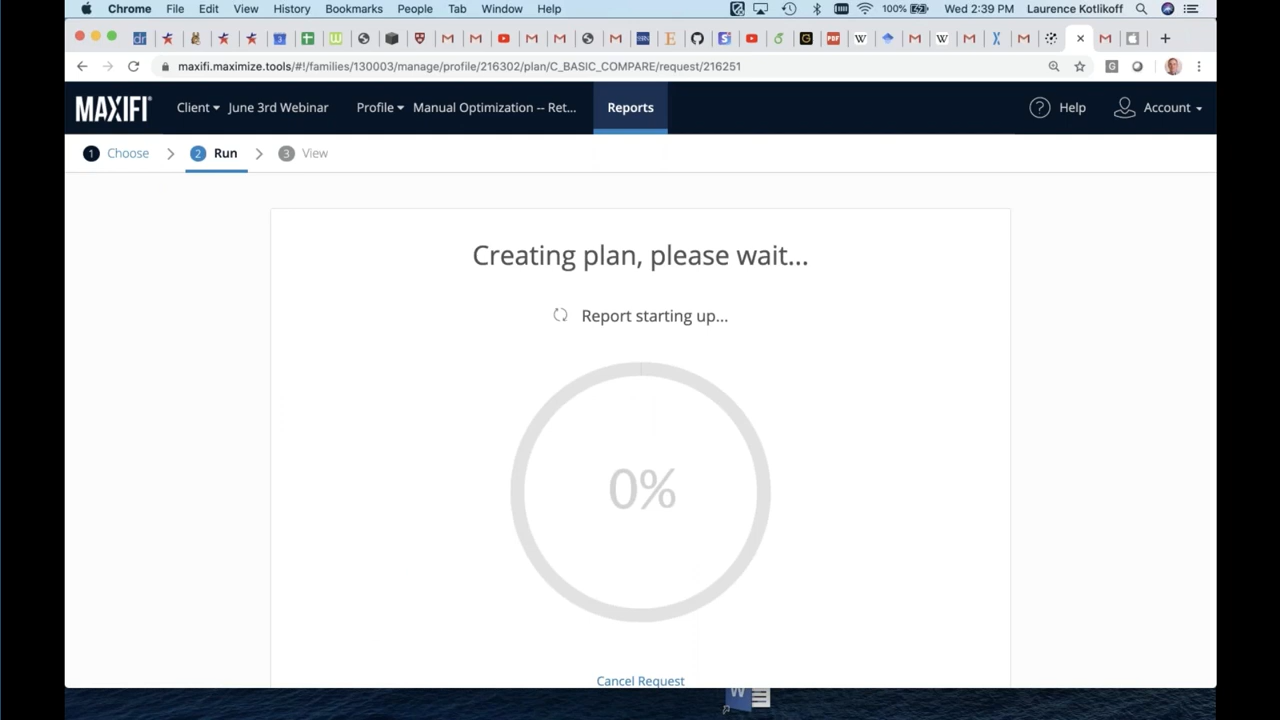 Chrome File Edit View History Bookmarks People Tab Window Help 100% Wed 2:39 PM Laurence Kotlikoff
maxifi.maximize.tools/#!/families/130003/manage/profile/216302/plan/C_BASIC_COMPARE/request/216251
MAXIFI Client June 3rd Webinar Profile Manual Optimization -- Ret... Reports Help Account
1 Choose 2 Run 3 View
Creating plan, please wait...
Report starting up...
0%
Cancel Request
W